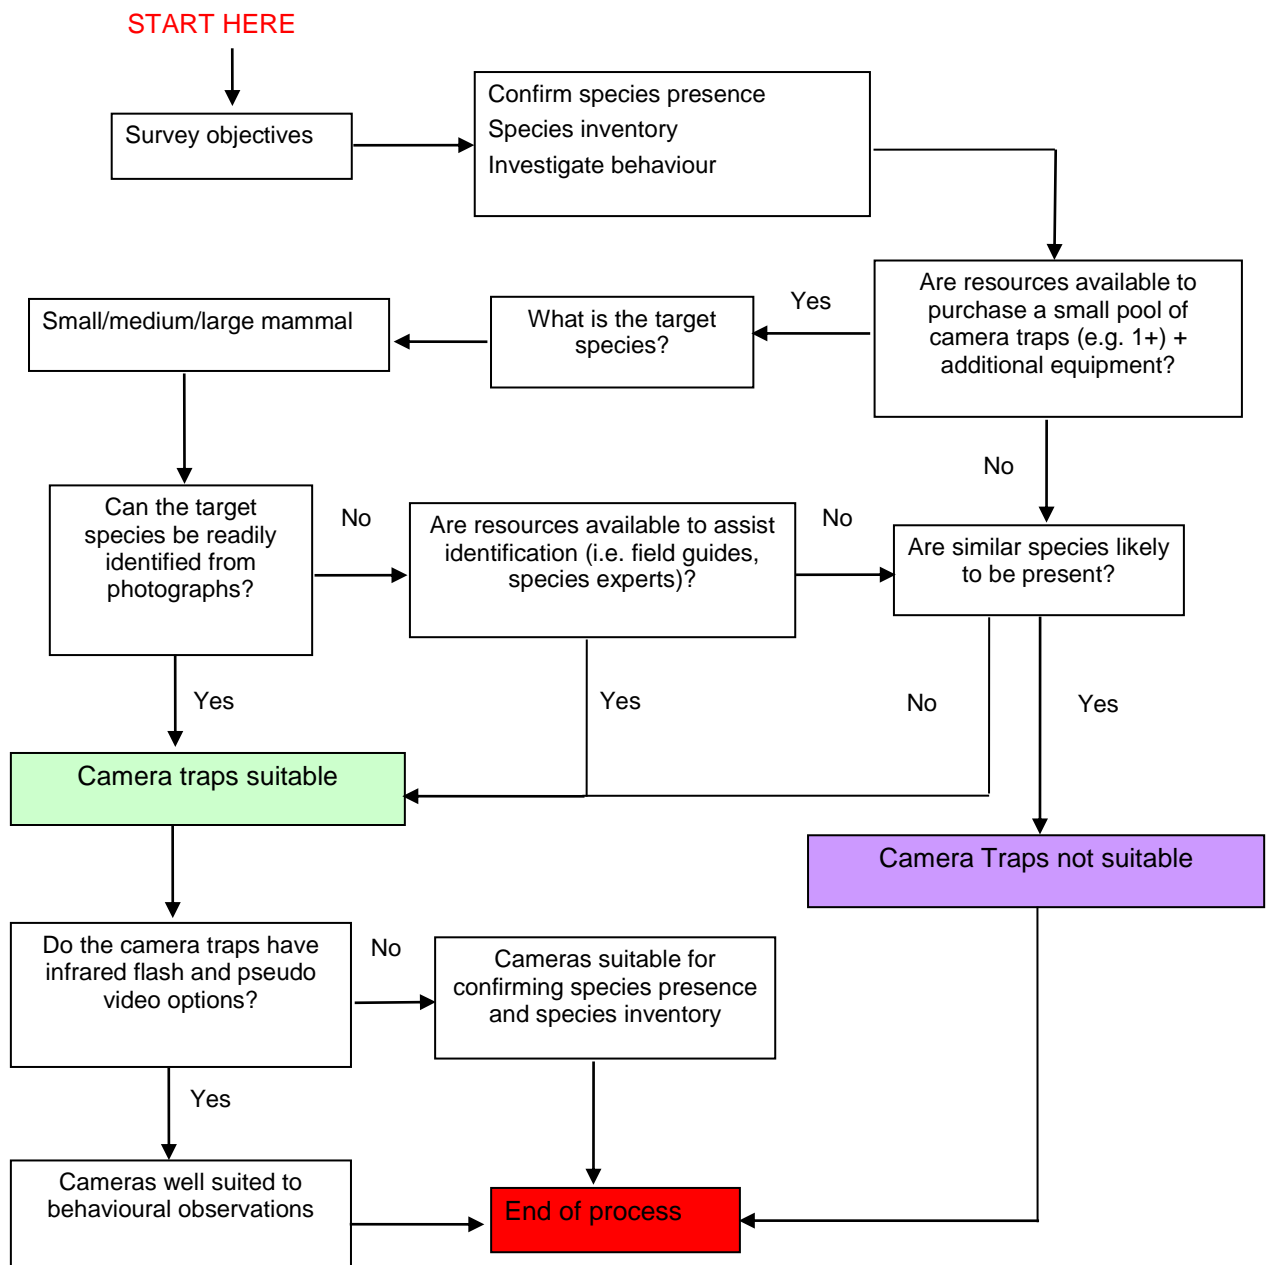 START HERE
Survey objectives
Confirm species presence
Species inventory
Investigate behaviour
Are resources available to
purchase a small pool of
camera traps (e.g. 1+) +
additional equipment?
Yes
What is the target
species?
Small/medium/large mammal
No
Can the target
species be readily
identified from
photographs?
No
Are resources available to assist
identification (i.e. field guides,
species experts)?
No
Are similar species likely
to be present?
Yes
Yes
No
Yes
Camera traps suitable
Camera Traps not suitable
Do the camera traps have
infrared flash and pseudo
video options?
No
Cameras suitable for
confirming species presence
and species inventory
Yes
Cameras well suited to
behavioural observations
End of process